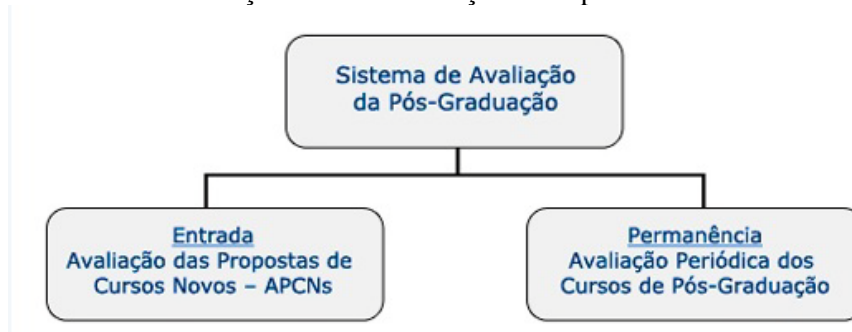 Sistema de Avaliação
da Pós-Graduação
Entrada
Avaliação das Propostas de
Cursos Novos – APCNs
Permanência
Avaliação Periódica dos
Cursos de Pós-Graduação